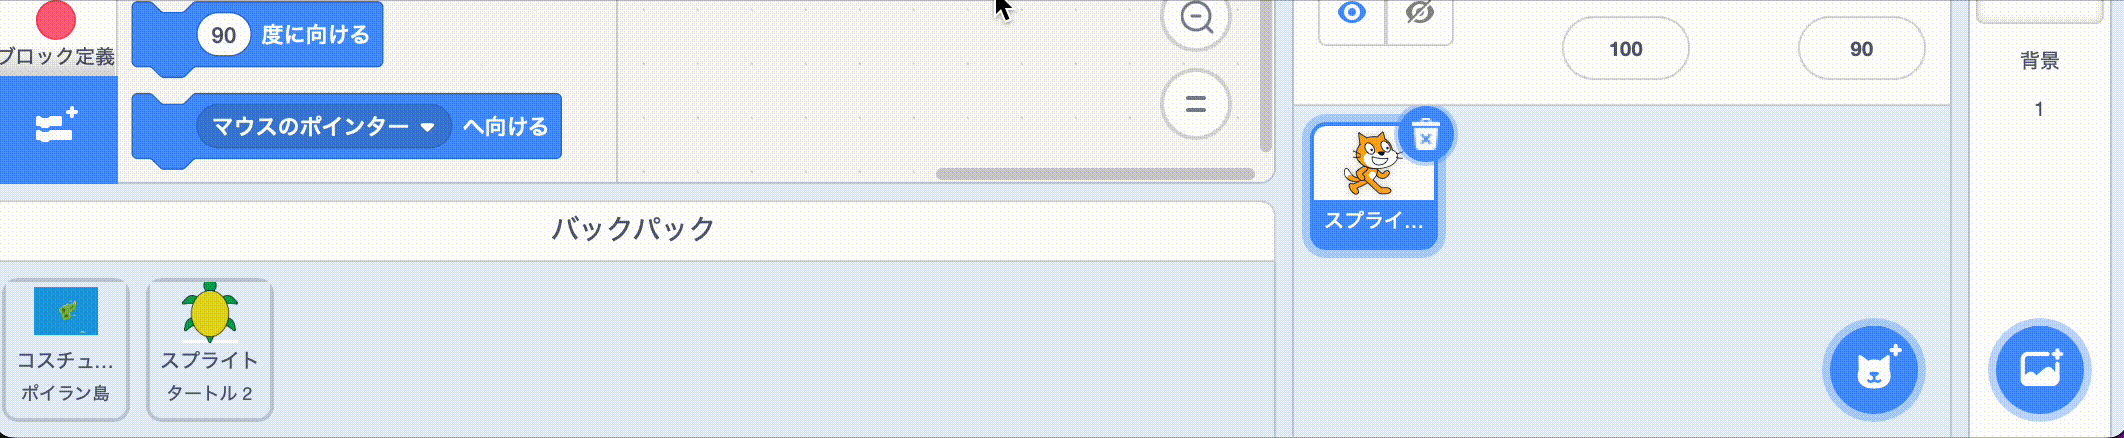 90 度に向ける
ブロック定義
マウスのポインター へ向ける
100
90
背景
1
スプライ...
バックパック
コスチュ...
ポイラン島
スプライト
タートル 2